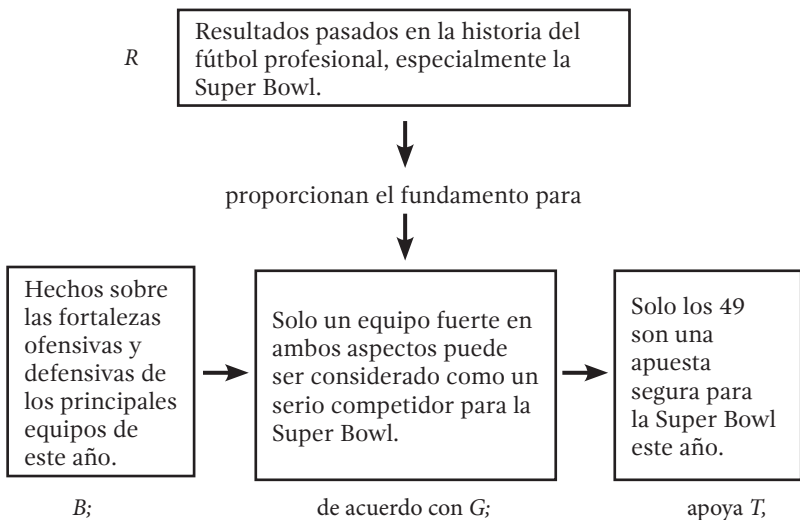 R
Resultados pasados en la historia del
fútbol profesional, especialmente la
Super Bowl.
proporcionan el fundamento para
Hechos sobre
las fortalezas
ofensivas y
defensivas de
los principales
equipos de
este año.
Solo un equipo fuerte en
ambos aspectos puede
ser considerado como un
serio competidor para la
Super Bowl.
Solo los 49
son una
apuesta
segura para
la Super Bowl
este año.
B;
de acuerdo con G;
apoya T,